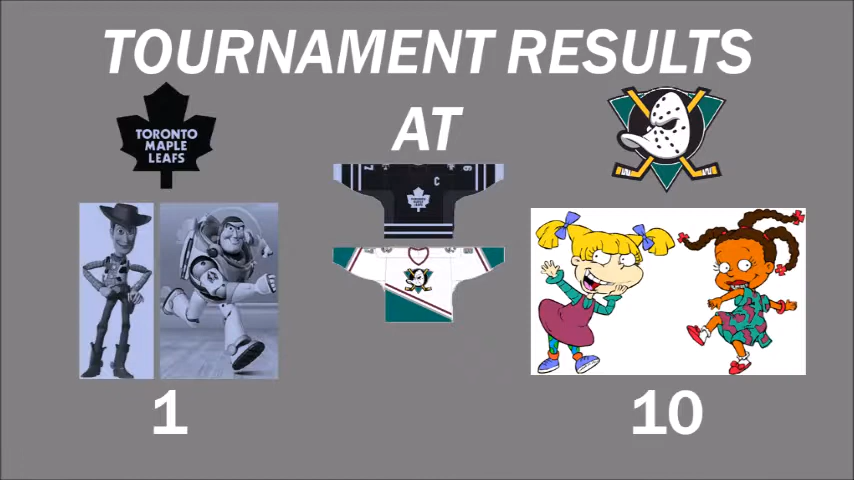 TOURNAMENT RESULTS
AT
TORONTO
MAPLE
LEAFS
C
1
10